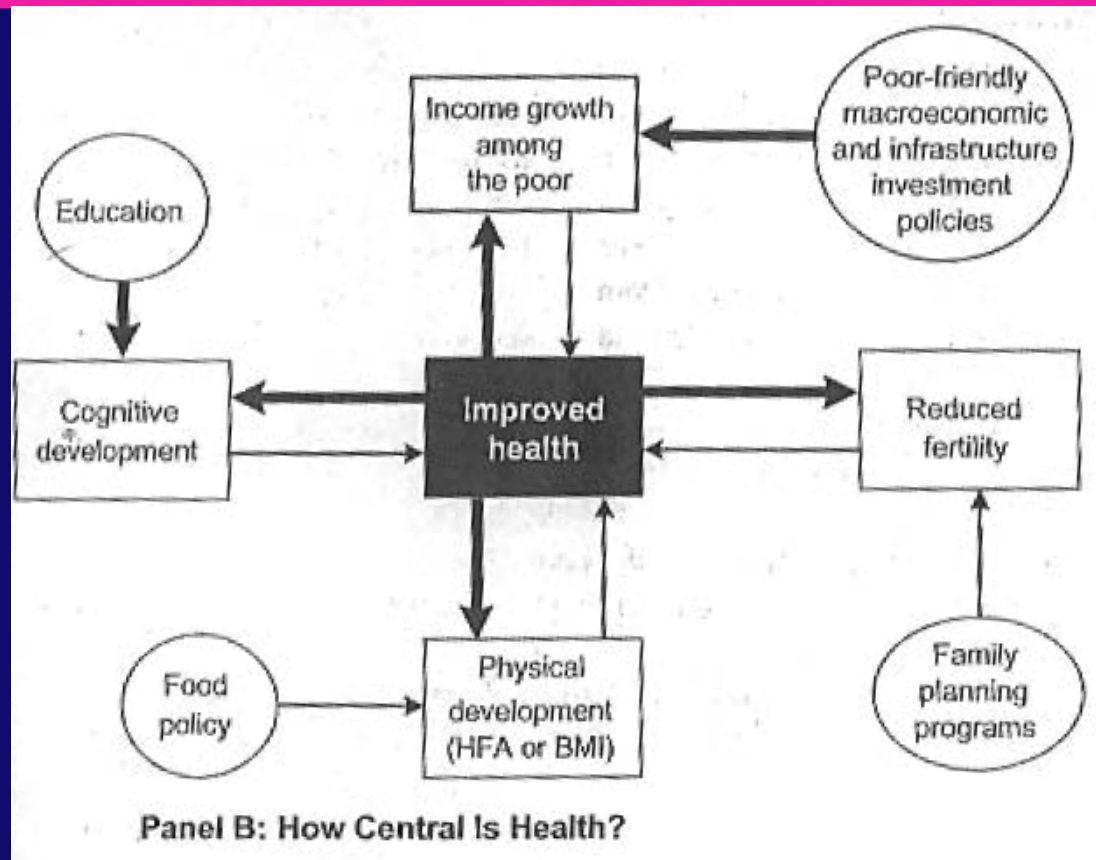 Poor-friendly
macroeconomic
and infrastructure
investment
policies
Income growth
among
the poor
Education
Cognitive
development
Improved
health
Reduced
fertility
Food
policy
Physical
development
(HFA or BMI)
Family
planning
programs
Panel B: How Central Is Health?